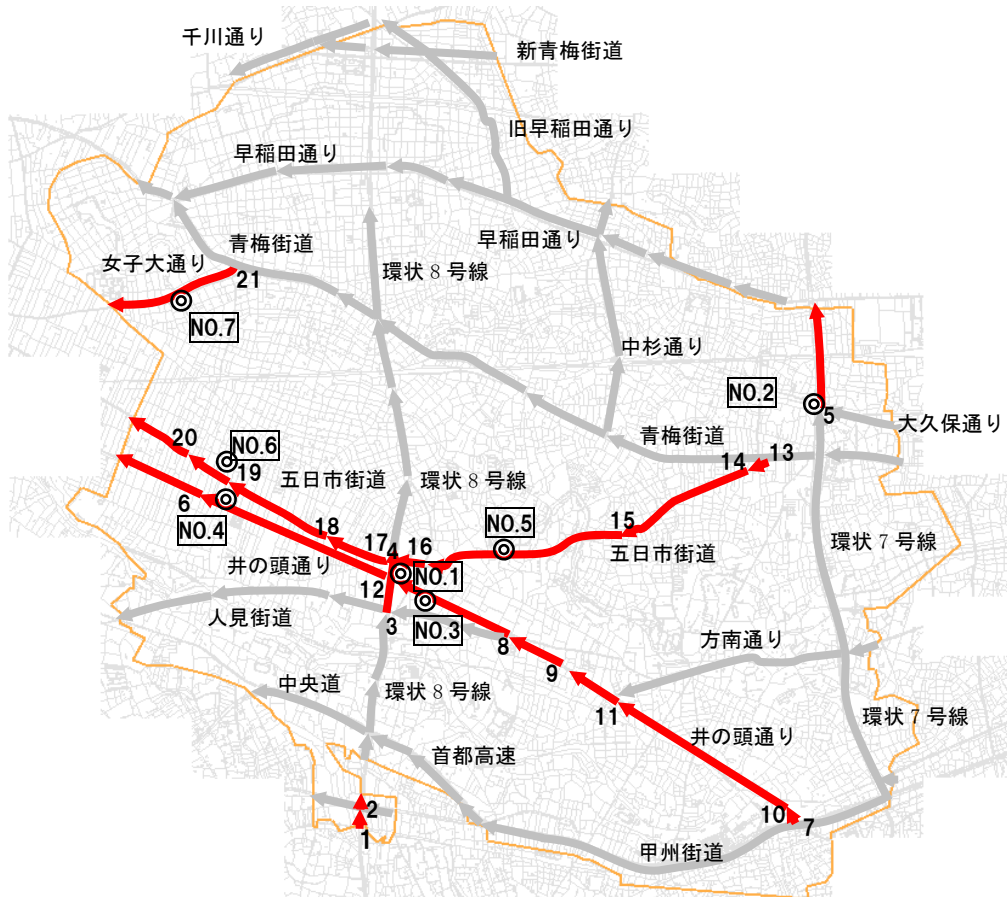 千川通り
新青梅街道
旧早稲田通り
早稲田通り
早稲田通り
青梅街道
女子大通り
21
環状8号線
NO.7
中杉通り
NO.2
5
大久保通り
青梅街道
13
14
20
NO.6
19
五日市街道
環状8号線
6
NO.4
18
15
NO.5
五日市街道
環状7号線
17
4
16
井の頭通り
12
NO.1
人見街道
3
NO.3
8
方南通り
9
中央道
環状8号線
11
環状7号線
井の頭通り
首都高速
2
1
10
7
甲州街道